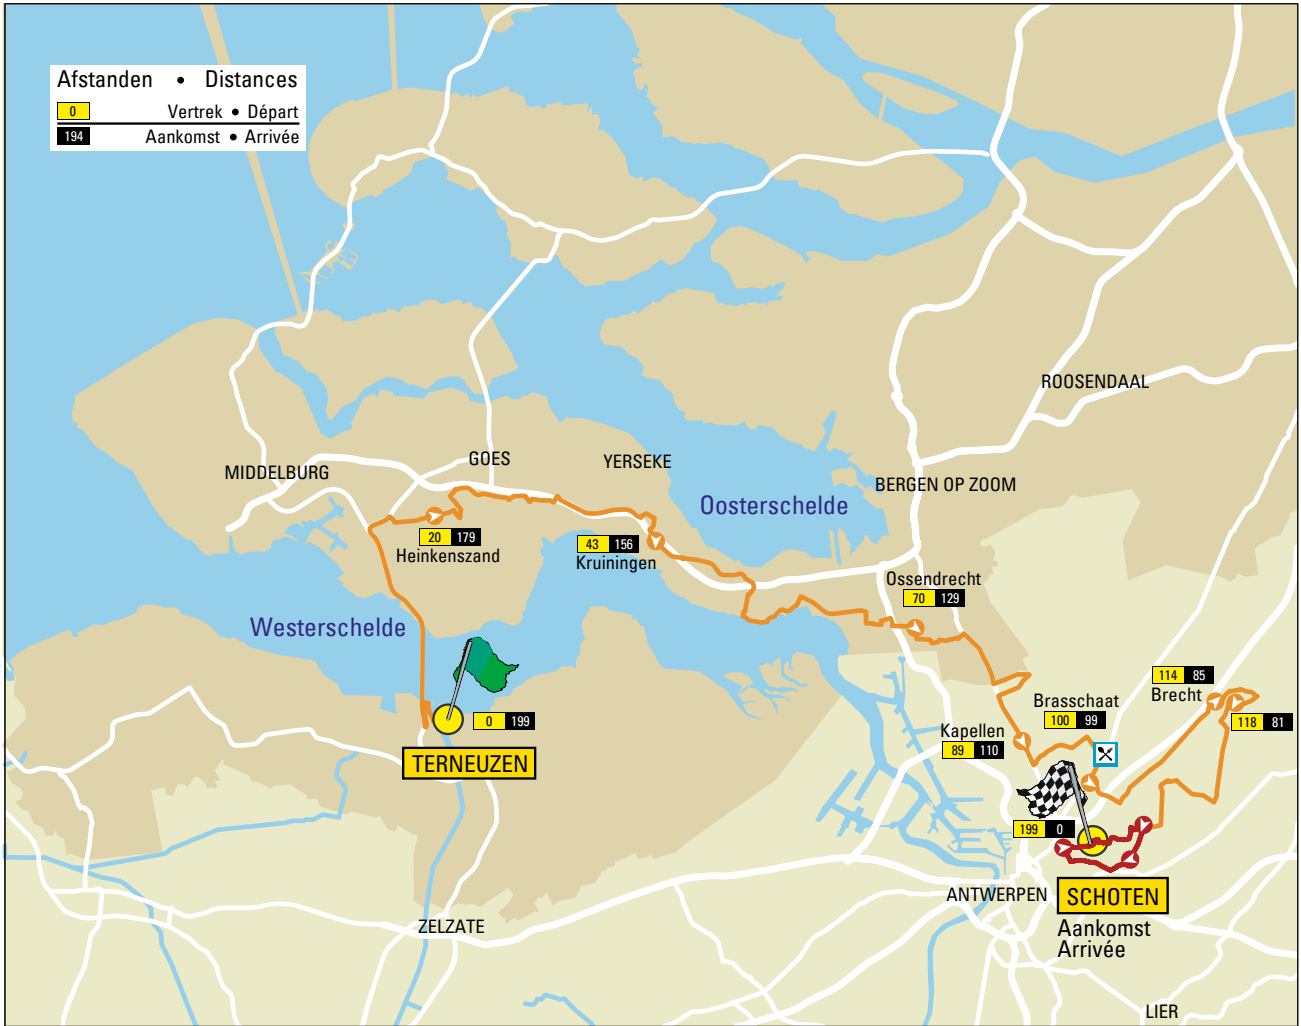 Afstanden • Distances
0 Vertrek • Départ
194 Aankomst • Arrivée
ROOSENDAAL
MIDDELBURG
GOES
YERSEKE
BERGEN OP ZOOM
Oosterschelde
20 179
Heinkenszand
43 156
Kruiningen
Ossendrecht
70 129
Westerschelde
114 85
Brecht
Brasschaat
100 99
118 81
0 199
Kapellen
89 110
TERNEUZEN
199 0
ANTWERPEN
SCHOTEN
Aankomst
Arrivée
ZELZATE
LIER